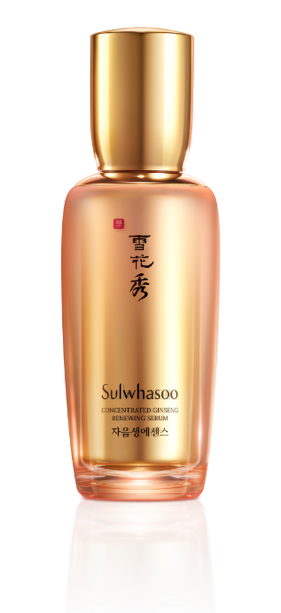 雪
花
秀
Sulwhasoo
CONCENTRATED GINSENG
RENEWING SERUM
자음생에센스